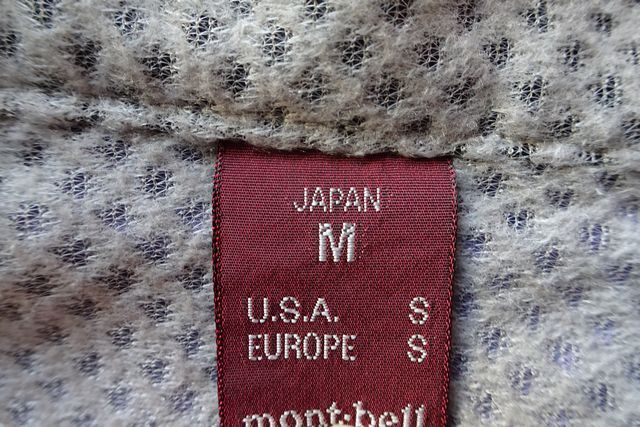 JAPAN
M
U.S.A. S
EUROPE S
mont-bell